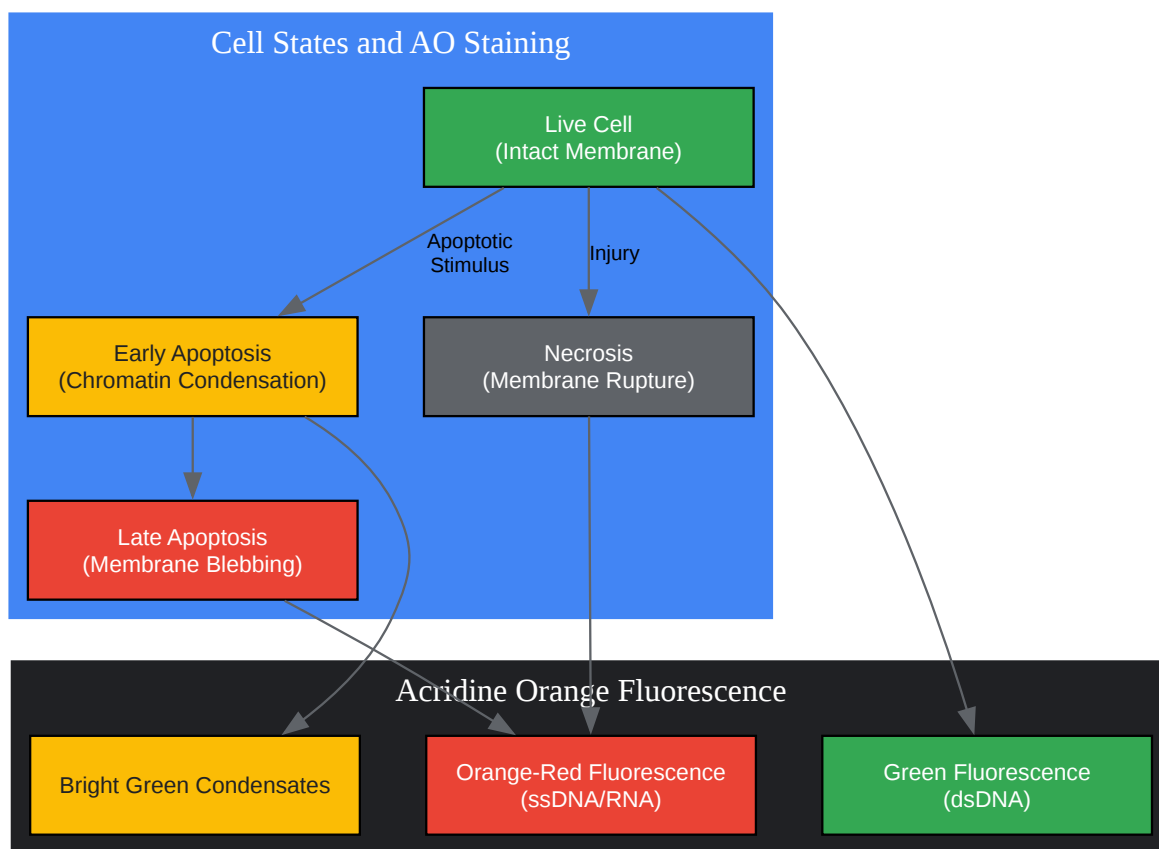 Cell States and AO Staining
Live Cell
(Intact Membrane)
Apoptotic
Stimulus
Injury
Early Apoptosis
(Chromatin Condensation)
Necrosis
(Membrane Rupture)
Late Apoptosis
(Membrane Blebbing)
Acridine Orange Fluorescence
Bright Green Condensates
Orange-Red Fluorescence
(ssDNA/RNA)
Green Fluorescence
(dsDNA)